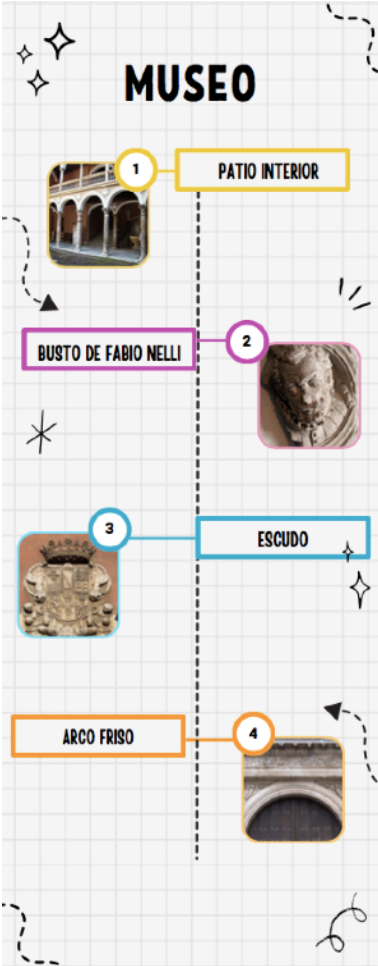 MUSEO
1
PATIO INTERIOR
BUSTO DE FABIO NELLI
2
3
ESCUDO
ARCO FRISO
4